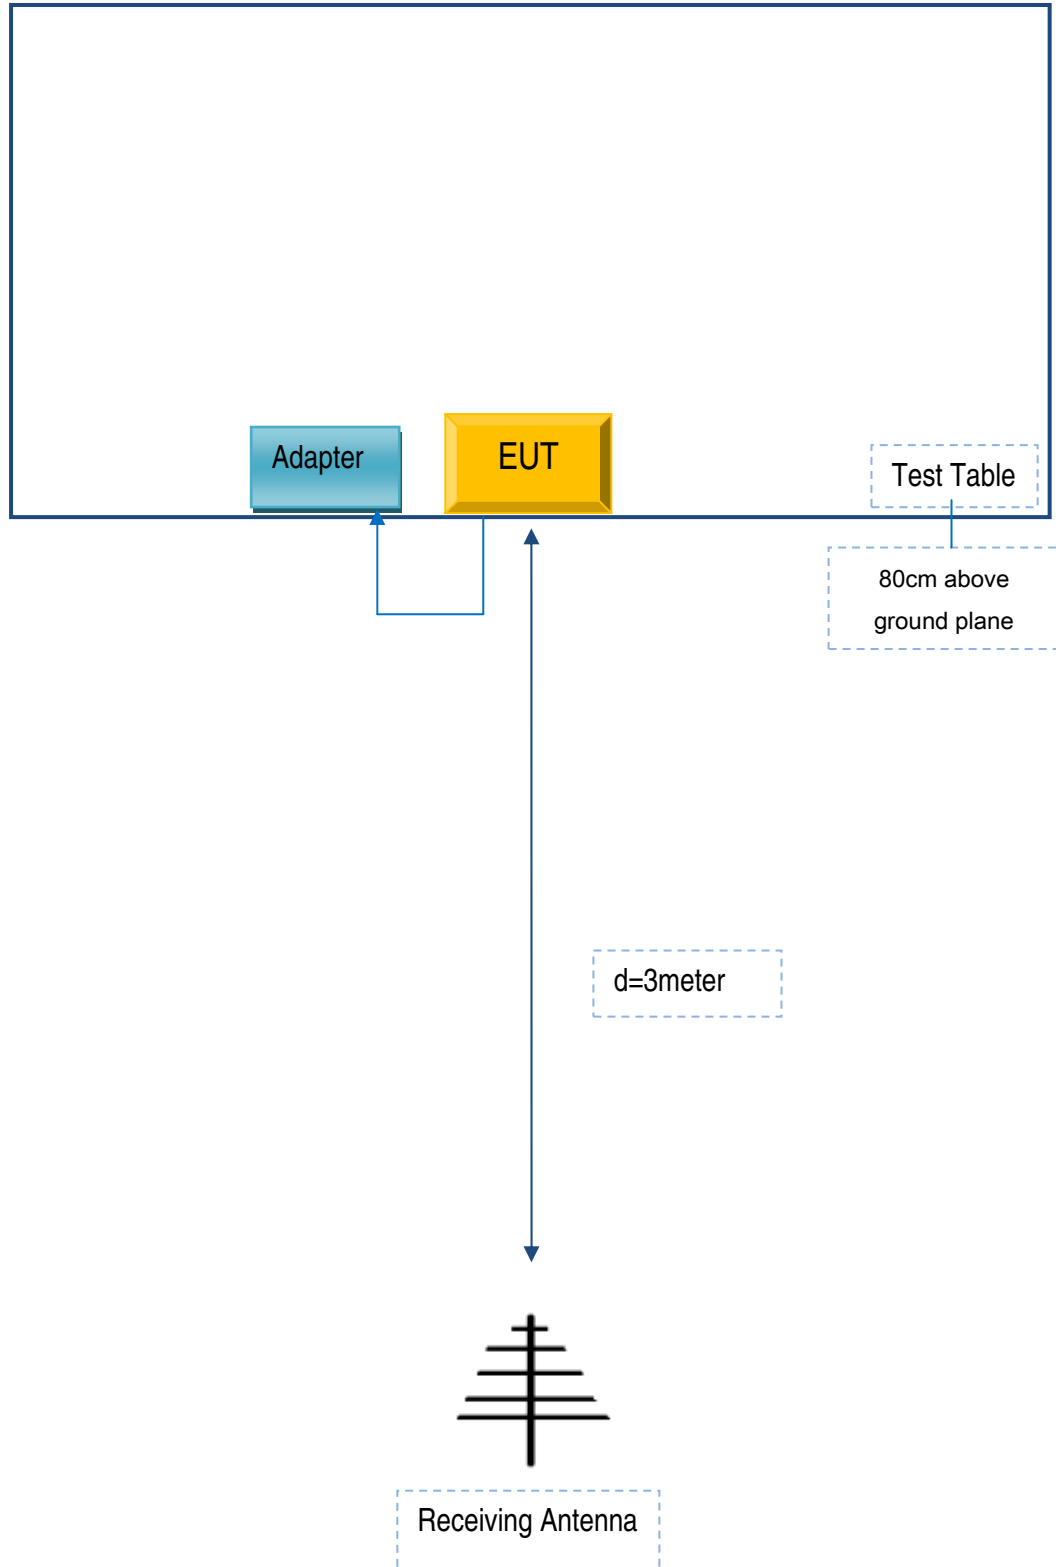 Adapter
EUT
Test Table
80cm above
ground plane
d=3meter
Receiving Antenna